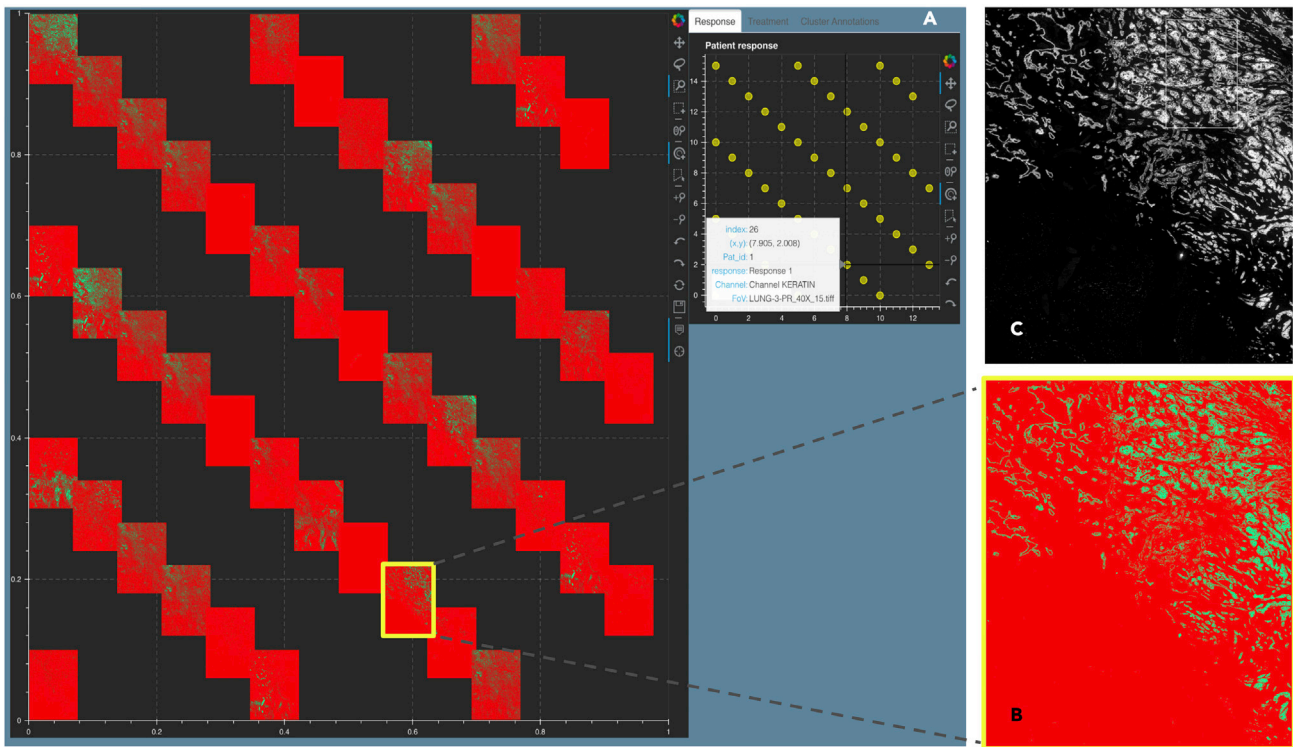 Response Treatment Cluster Annotations A
Patient response
14
12
10
8
6
4
2
0
0 2 4 6 8 10 12
index: 26
(x,y): (7.905, 2.008)
Pat_id: 1
response: Response 1
Channel: Channel KERATIN
FoV: LUNG-3-PR_40X_15.tiff
1
0.8
0.6
0.4
0.2
0
0 0.2 0.4 0.6 0.8 1
C
B